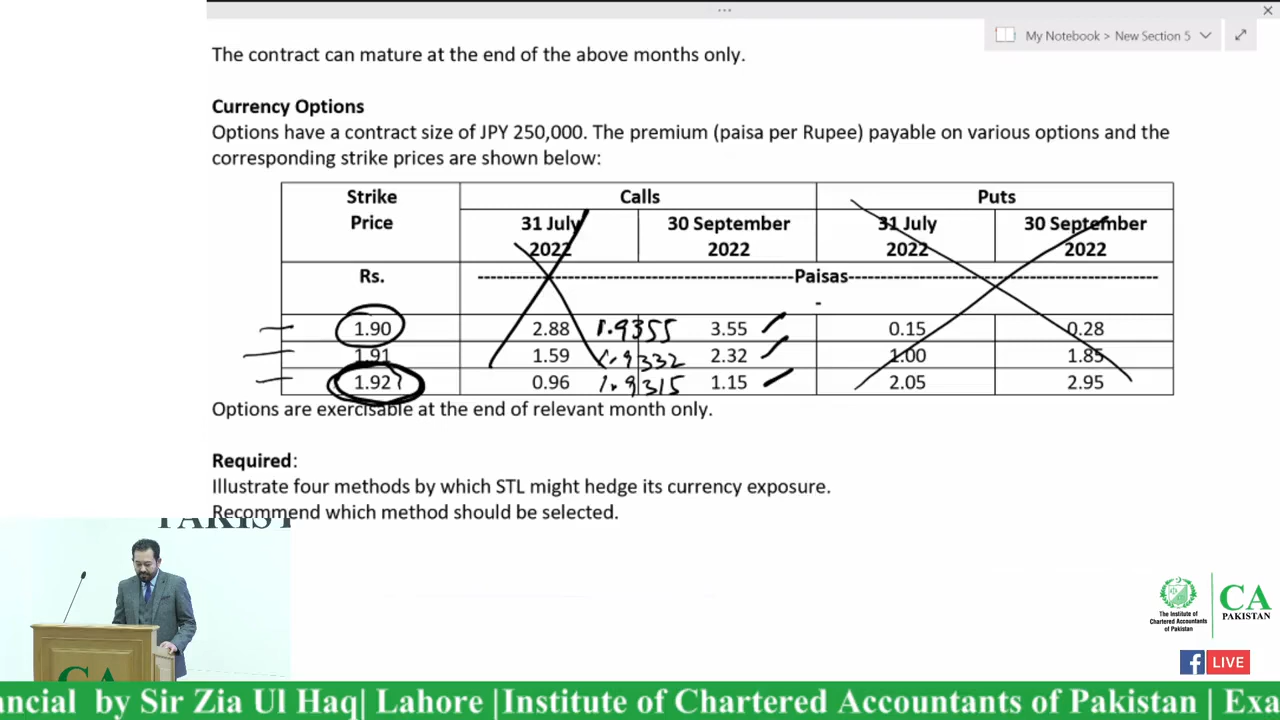 ...
My Notebook > New Section 5
The contract can mature at the end of the above months only.
Currency Options
Options have a contract size of JPY 250,000. The premium (paisa per Rupee) payable on various options and the
corresponding strike prices are shown below:
Strike Price Calls Puts
31 July 2022 30 September 2022 31 July 2022 30 September 2022
Rs. Paisas
1.90 2.88 1.9355 3.55 0.15 0.28
1.91 1.59 1.9332 2.32 1.00 1.85
1.92 0.96 1.9315 1.15 2.05 2.95
Options are exercisable at the end of relevant month only.
Required:
Illustrate four methods by which STL might hedge its currency exposure.
Recommend which method should be selected.
PAKIST
CA
The Institute of
Chartered Accountants
of Pakistan
CA
PAKISTAN
f LIVE
ncial by Sir Zia Ul Haq| Lahore |Institute of Chartered Accountants of Pakistan | Exa